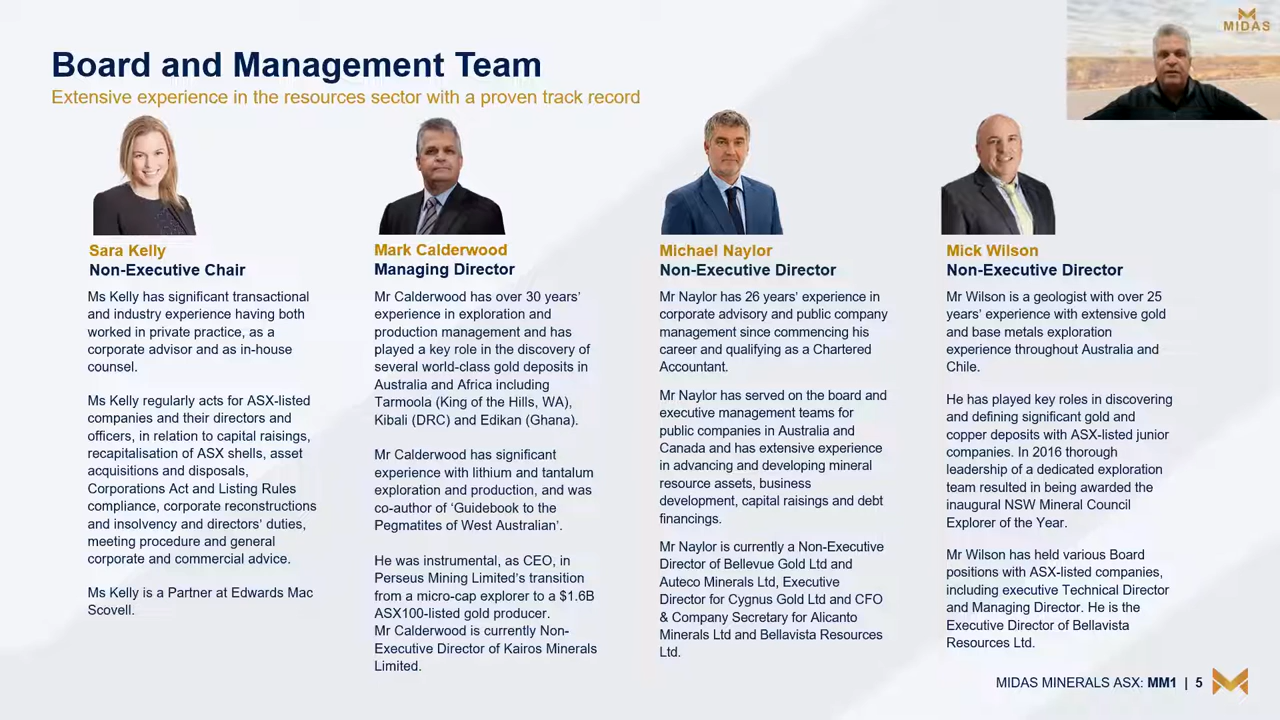 MIDAS
Board and Management Team
Extensive experience in the resources sector with a proven track record
Sara Kelly
Non-Executive Chair
Ms Kelly has significant transactional
and industry experience having both
worked in private practice, as a
corporate advisor and as in-house
counsel.
Ms Kelly regularly acts for ASX-listed
companies and their directors and
officers, in relation to capital raisings,
recapitalisation of ASX shells, asset
acquisitions and disposals,
Corporations Act and Listing Rules
compliance, corporate reconstructions
and insolvency and directors' duties,
meeting procedure and general
corporate and commercial advice.
Ms Kelly is a Partner at Edwards Mac
Scovell.
Mark Calderwood
Managing Director
Mr Calderwood has over 30 years'
experience in exploration and
production management and has
played a key role in the discovery of
several world-class gold deposits in
Australia and Africa including
Tarmoola (King of the Hills, WA),
Kibali (DRC) and Edikan (Ghana).
Mr Calderwood has significant
experience with lithium and tantalum
exploration and production, and was
co-author of 'Guidebook to the
Pegmatites of West Australian'.
He was instrumental, as CEO, in
Perseus Mining Limited's transition
from a micro-cap explorer to a $1.6B
ASX100-listed gold producer.
Mr Calderwood is currently Non-
Executive Director of Kairos Minerals
Limited.
Michael Naylor
Non-Executive Director
Mr Naylor has 26 years' experience in
corporate advisory and public company
management since commencing his
career and qualifying as a Chartered
Accountant.
Mr Naylor has served on the board and
executive management teams for
public companies in Australia and
Canada and has extensive experience
in advancing and developing mineral
resource assets, business
development, capital raisings and debt
financings.
Mr Naylor is currently a Non-Executive
Director of Bellevue Gold Ltd and
Auteco Minerals Ltd, Executive
Director for Cygnus Gold Ltd and CFO
& Company Secretary for Alicanto
Minerals Ltd and Bellavista Resources
Ltd.
Mick Wilson
Non-Executive Director
Mr Wilson is a geologist with over 25
years' experience with extensive gold
and base metals exploration
experience throughout Australia and
Chile.
He has played key roles in discovering
and defining significant gold and
copper deposits with ASX-listed junior
companies. In 2016 thorough
leadership of a dedicated exploration
team resulted in being awarded the
inaugural NSW Mineral Council
Explorer of the Year.
Mr Wilson has held various Board
positions with ASX-listed companies,
including executive Technical Director
and Managing Director. He is the
Executive Director of Bellavista
Resources Ltd.
MIDAS MINERALS ASX: MM1 | 5